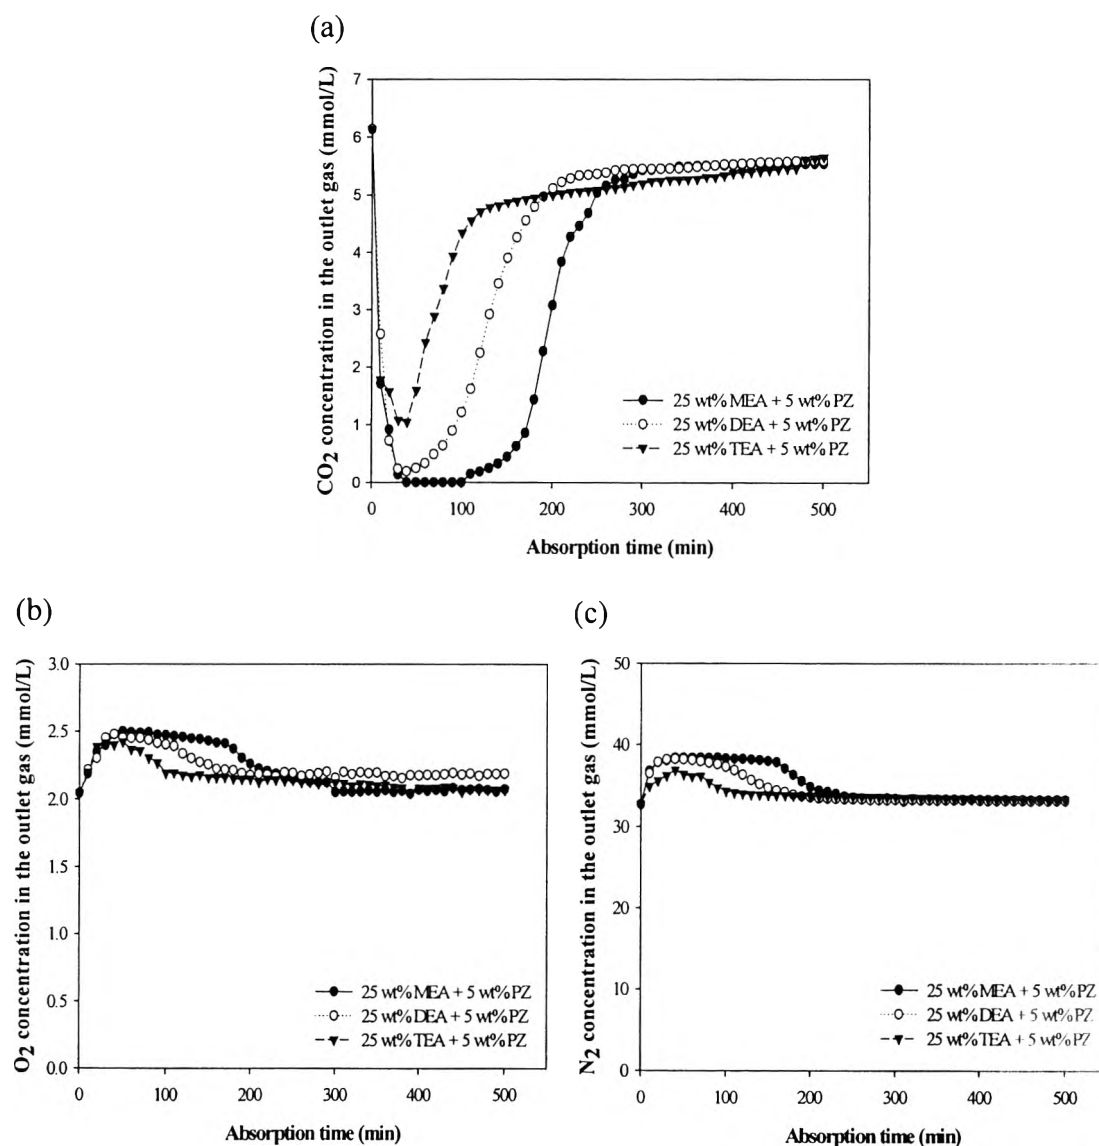 (a)
CO2 concentration in the outlet gas (mmol/L)
7
6
5
4
3
2
1
0
0 100 200 300 400 500
25 wt% MEA + 5 wt% PZ
25 wt% DEA + 5 wt% PZ
25 wt% TEA + 5 wt% PZ
Absorption time (min)
(b)
O2 concentration in the outlet gas (mmol/L)
3.0
2.5
2.0
1.5
1.0
0.5
0.0
0 100 200 300 400 500
25 wt% MEA + 5 wt% PZ
25 wt% DEA + 5 wt% PZ
25 wt% TEA + 5 wt% PZ
Absorption time (min)
(c)
N2 concentration in the outlet gas (mmol/L)
50
40
30
20
10
0
0 100 200 300 400 500
25 wt% MEA + 5 wt% PZ
25 wt% DEA + 5 wt% PZ
25 wt% TEA + 5 wt% PZ
Absorption time (min)